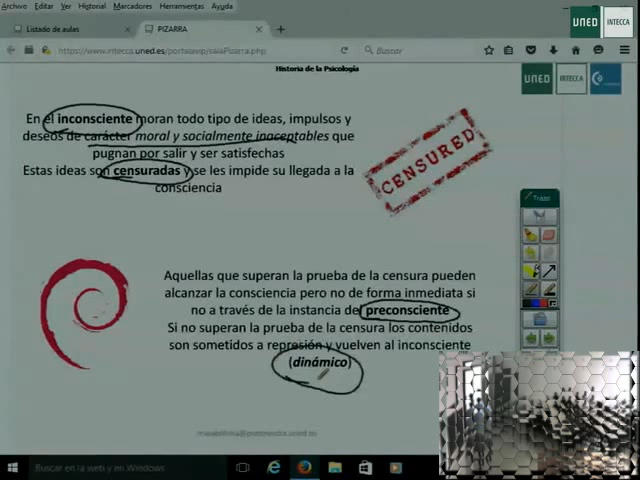 Archivo Editar Ver Historial Marcadores Herramientas Ayuda
Listado de aulas
PIZARRA
https://www.intecca.uned.es/portalavip/salaPizarra.php
Buscar
UNED
INTECCA
Historia de la Psicología
UNED
INTECCA
En el inconsciente moran todo tipo de ideas, impulsos y
deseos de carácter moral y socialmente inaceptables que
pugnan por salir y ser satisfechas
Estas ideas son censuradas y se les impide su llegada a la
consciencia
CENSURED
Trazo
Aquellas que superan la prueba de la censura pueden
alcanzar la consciencia pero no de forma inmediata si
no a través de la instancia de preconsciente
Si no superan la prueba de la censura los contenidos
son sometidos a represión y vuelven al inconsciente
(dinámico)
Buscar en la web y en Windows